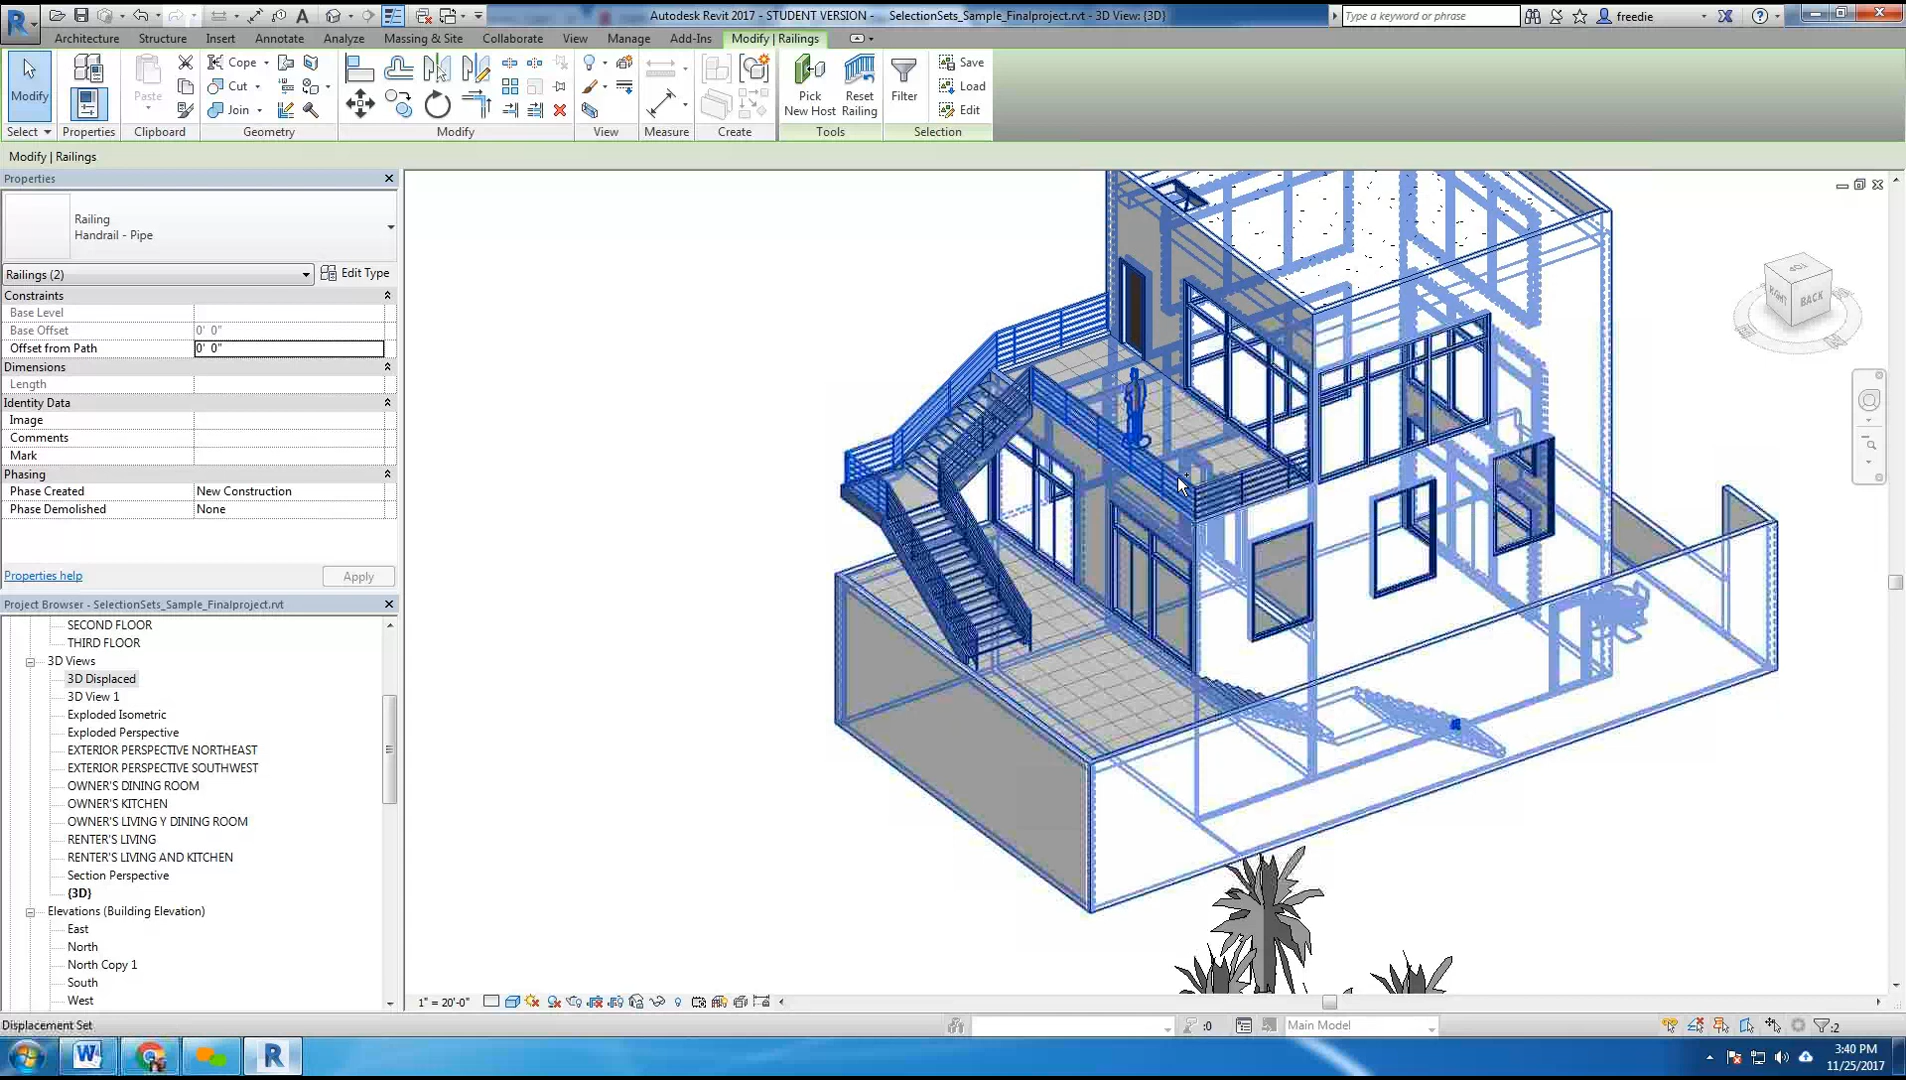 Autodesk Revit 2017 - STUDENT VERSION - SelectionSets_Sample_Finalproject.rvt - 3D View: {3D}
Type a keyword or phrase
freedie
Architecture Structure Insert Annotate Analyze Massing & Site Collaborate View Manage Add-Ins Modify | Railings
Modify
Paste
Cope
Cut
Join
Pick New Host
Reset Railing
Filter
Save
Load
Edit
Select Properties Clipboard Geometry Modify View Measure Create Tools Selection
Modify | Railings
Properties
Railing
Handrail - Pipe
Railings (2)
Edit Type
Constraints
Base Level
Base Offset 0' 0"
Offset from Path 0' 0"
Dimensions
Length
Identity Data
Image
Comments
Mark
Phasing
Phase Created New Construction
Phase Demolished None
Properties help
Apply
Project Browser - SelectionSets_Sample_Finalproject.rvt
SECOND FLOOR
THIRD FLOOR
3D Views
3D Displaced
3D View 1
Exploded Isometric
Exploded Perspective
EXTERIOR PERSPECTIVE NORTHEAST
EXTERIOR PERSPECTIVE SOUTHWEST
OWNER'S DINING ROOM
OWNER'S KITCHEN
OWNER'S LIVING Y DINING ROOM
RENTER'S LIVING
RENTER'S LIVING AND KITCHEN
Section Perspective
{3D}
Elevations (Building Elevation)
East
North
North Copy 1
South
West
TOP
RIGHT
BACK
1" = 20'-0"
Displacement Set
:0
Main Model
:2
3:40 PM
11/25/2017